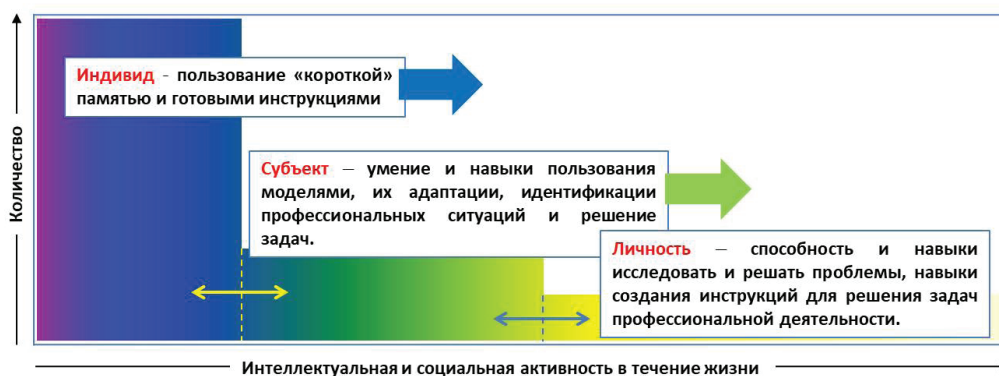 Количество
Индивид - пользование «короткой»
памятью и готовыми инструкциями
Субъект – умение и навыки пользования
моделями, их адаптации, идентификации
профессиональных ситуаций и решение
задач.
Личность – способность и навыки
исследовать и решать проблемы, навыки
создания инструкций для решения задач
профессиональной деятельности.
Интеллектуальная и социальная активность в течение жизни